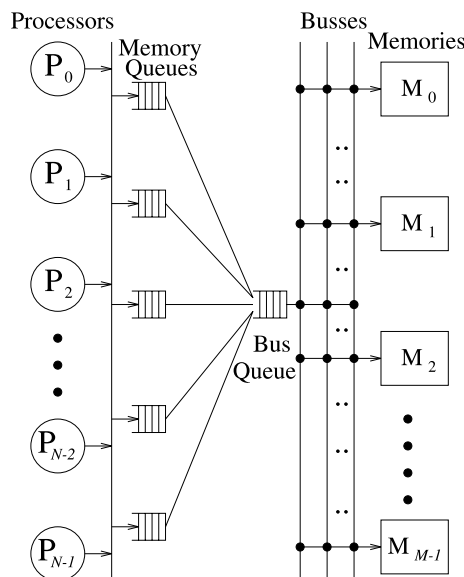 Processors
Busses
Memory
Queues
Memories
P0
M0
P1
M1
P2
Bus
Queue
M2
PN-2
PN-1
MM-1